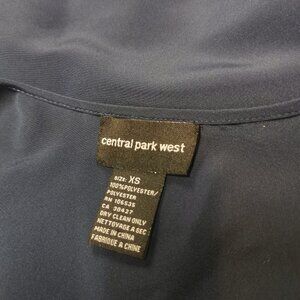 central park west
SIZE: XS
100%POLYESTER/
POLYESTER
RN 106535
CA 38427
DRY CLEAN ONLY
NETTOYAGE A SEC
MADE IN CHINA
FABRIQUE A CHINE